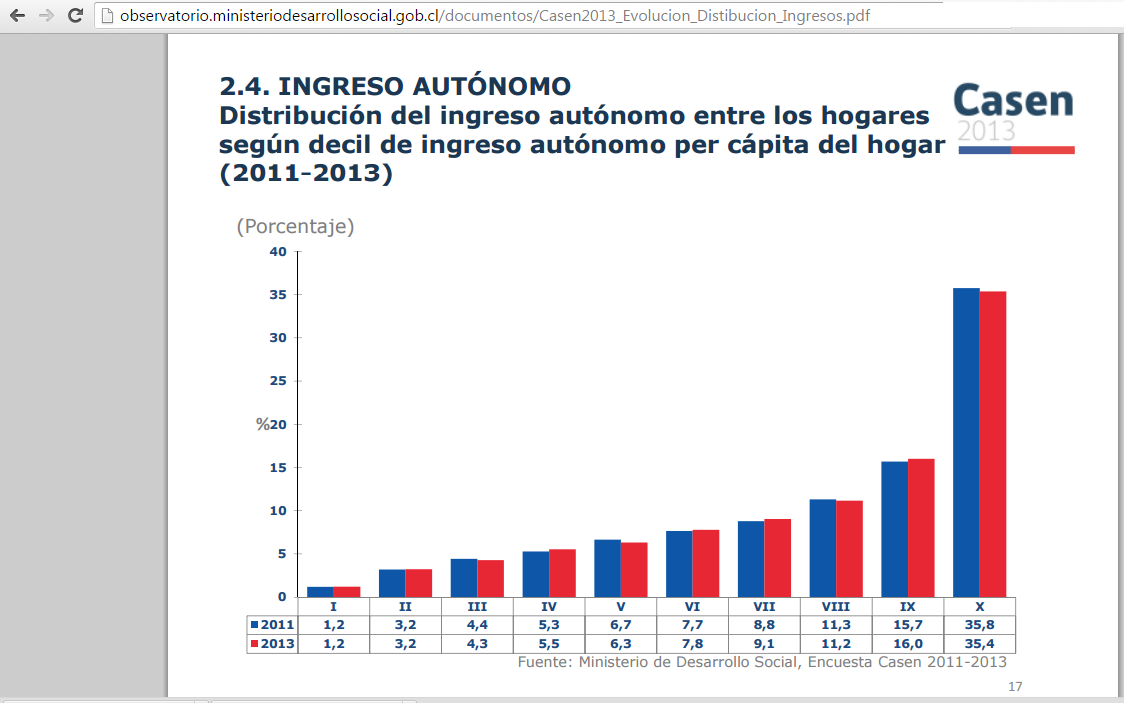 observatorio.ministeriodesarrollosocial.gob.cl/documentos/Casen2013_Evolucion_Distibucion_Ingresos.pdf
2.4. INGRESO AUTÓNOMO
Distribución del ingreso autónomo entre los hogares
según decil de ingreso autónomo per cápita del hogar
(2011-2013)
Casen
2013
(Porcentaje)
40
35
30
25
%20
15
10
5
0
I II III IV V VI VII VIII IX X
2011 1,2 3,2 4,4 5,3 6,7 7,7 8,8 11,3 15,7 35,8
2013 1,2 3,2 4,3 5,5 6,3 7,8 9,1 11,2 16,0 35,4
Fuente: Ministerio de Desarrollo Social, Encuesta Casen 2011-2013
17